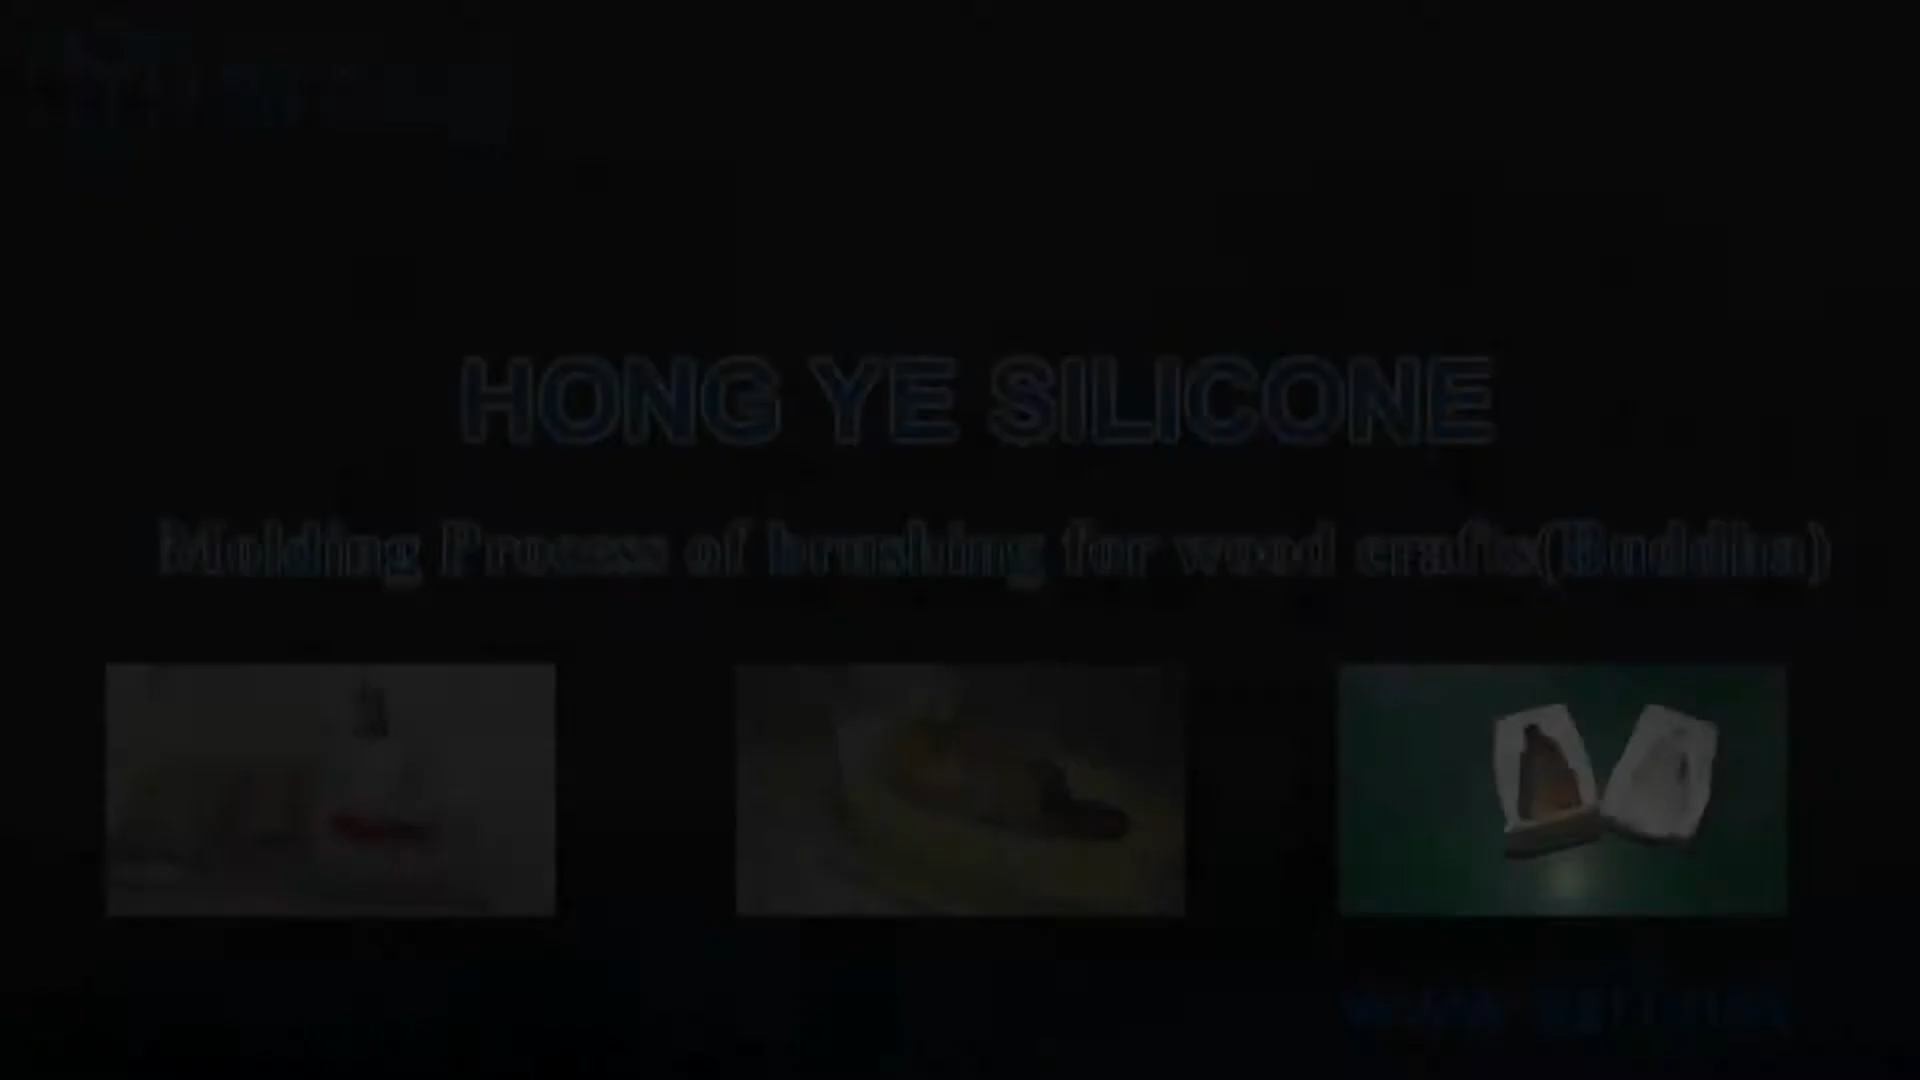 HONG YE SILICONE
Molding Process of brushing for wood crafts(Buddha)